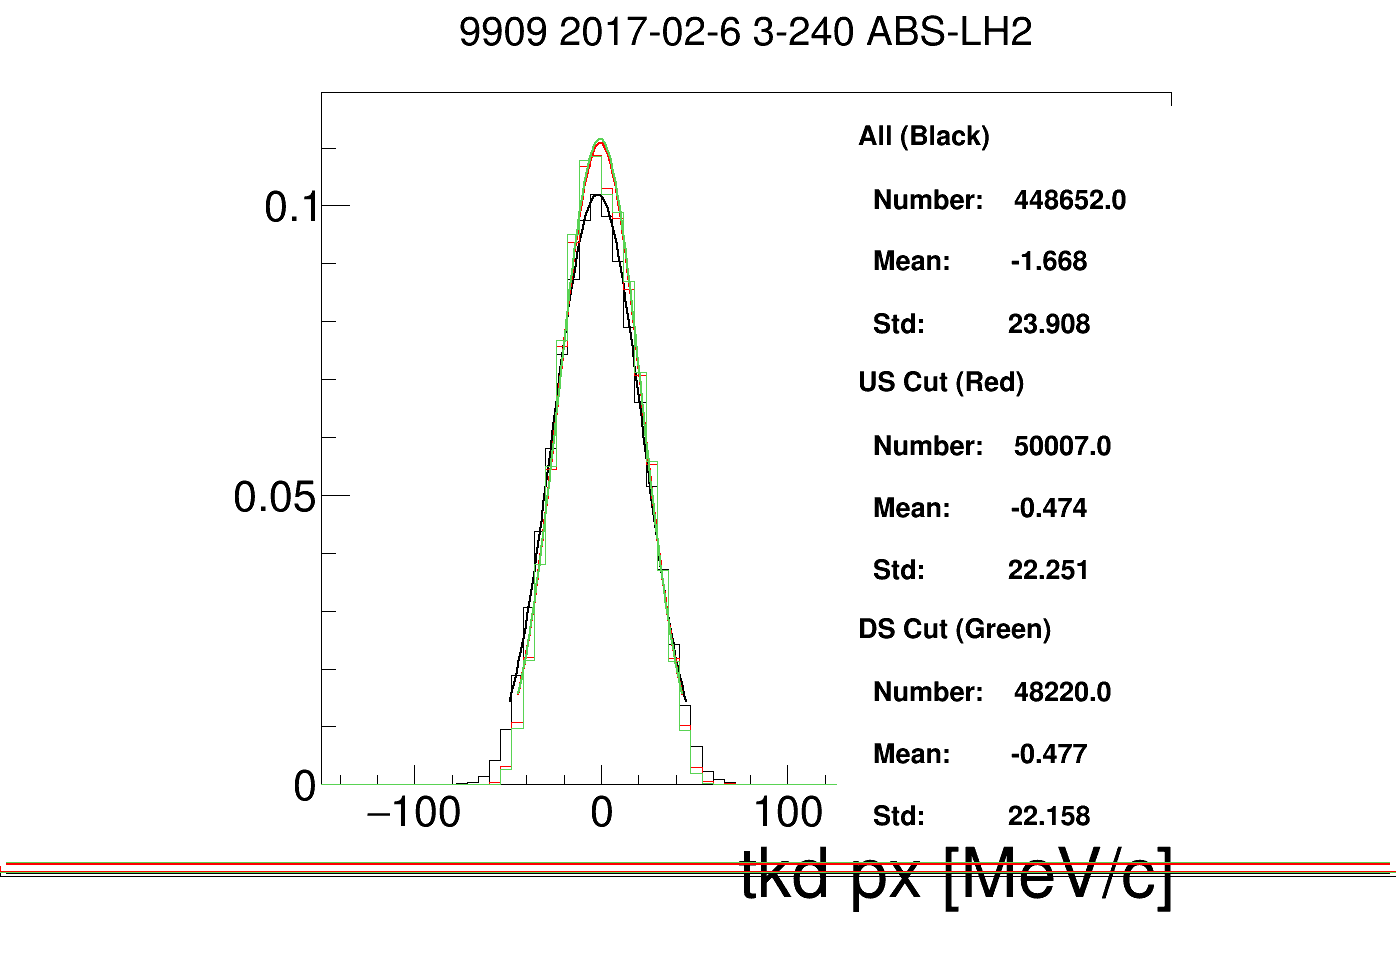 9909 2017-02-6 3-240 ABS-LH2
All (Black)
Number: 448652.0
Mean: -1.668
Std: 23.908
US Cut (Red)
Number: 50007.0
Mean: -0.474
Std: 22.251
DS Cut (Green)
Number: 48220.0
Mean: -0.477
Std: 22.158
0.1
0.05
0
−100 0 100
tkd px [MeV/c]